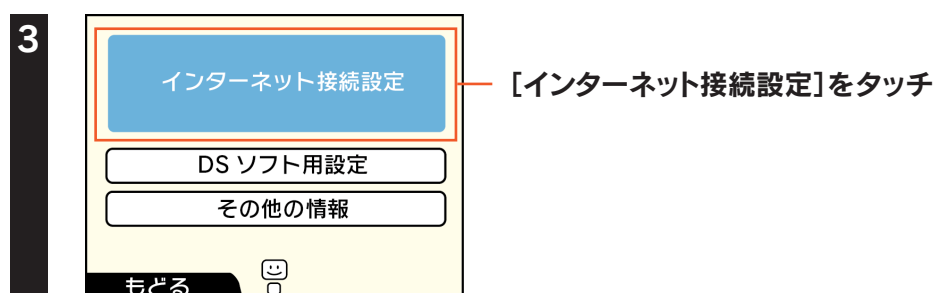 3
インターネット接続設定
[インターネット接続設定]をタッチ
DS ソフト用設定
その他の情報
もどる